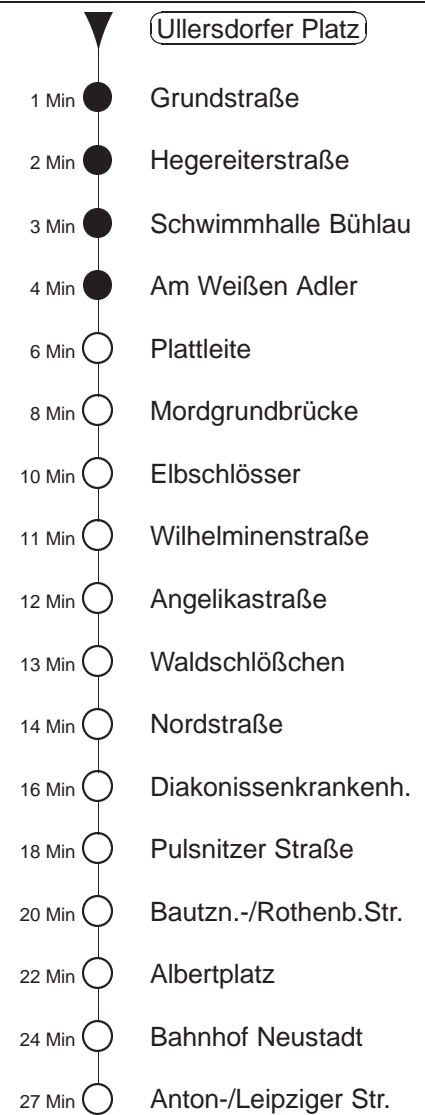 Ullersdorfer Platz
1 Min Grundstraße
2 Min Hegereiterstraße
3 Min Schwimmhalle Bühlau
4 Min Am Weißen Adler
6 Min Plattleite
8 Min Mordgrundbrücke
10 Min Elbschlösser
11 Min Wilhelminenstraße
12 Min Angelikastraße
13 Min Waldschlößchen
14 Min Nordstraße
16 Min Diakonissenkrankenh.
18 Min Pulsnitzer Straße
20 Min Bautzn.-/Rothenb.Str.
22 Min Albertplatz
24 Min Bahnhof Neustadt
27 Min Anton-/Leipziger Str.